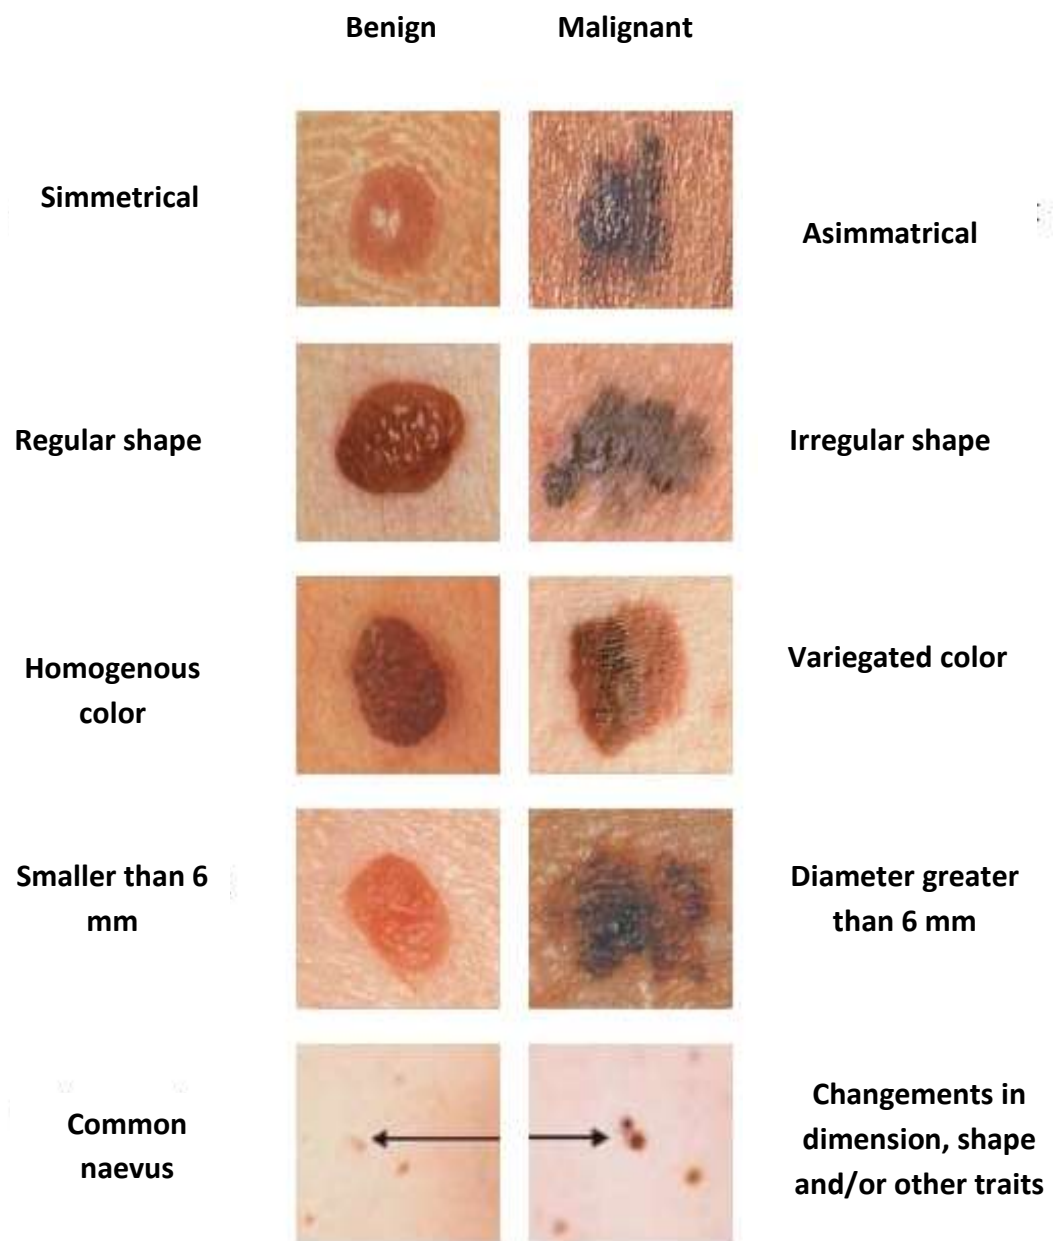 Benign Malignant
Simmetrical
Asimmatrical
Regular shape
Irregular shape
Homogenous
color
Variegated color
Smaller than 6
mm
Diameter greater
than 6 mm
Common
naevus
Changements in
dimension, shape
and/or other traits